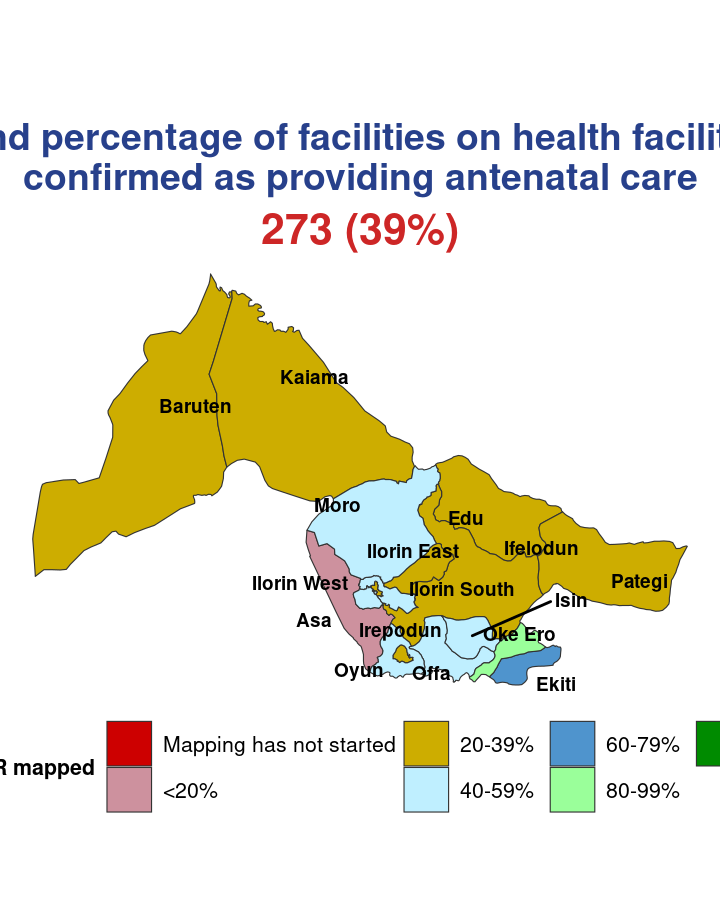 percentage of facilities on health
confirmed as providing antenatal care
273 (39%)
Kaiama
Baruten
Moro
Edu
Ilorin East
Ifelodun
Ilorin West
Ilorin South
Pategi
Isin
Asa
Irepodun
Oke Ero
Oyun
Offa
Ekiti
mapped
Mapping has not started
<20%
20-39%
40-59%
60-79%
80-99%